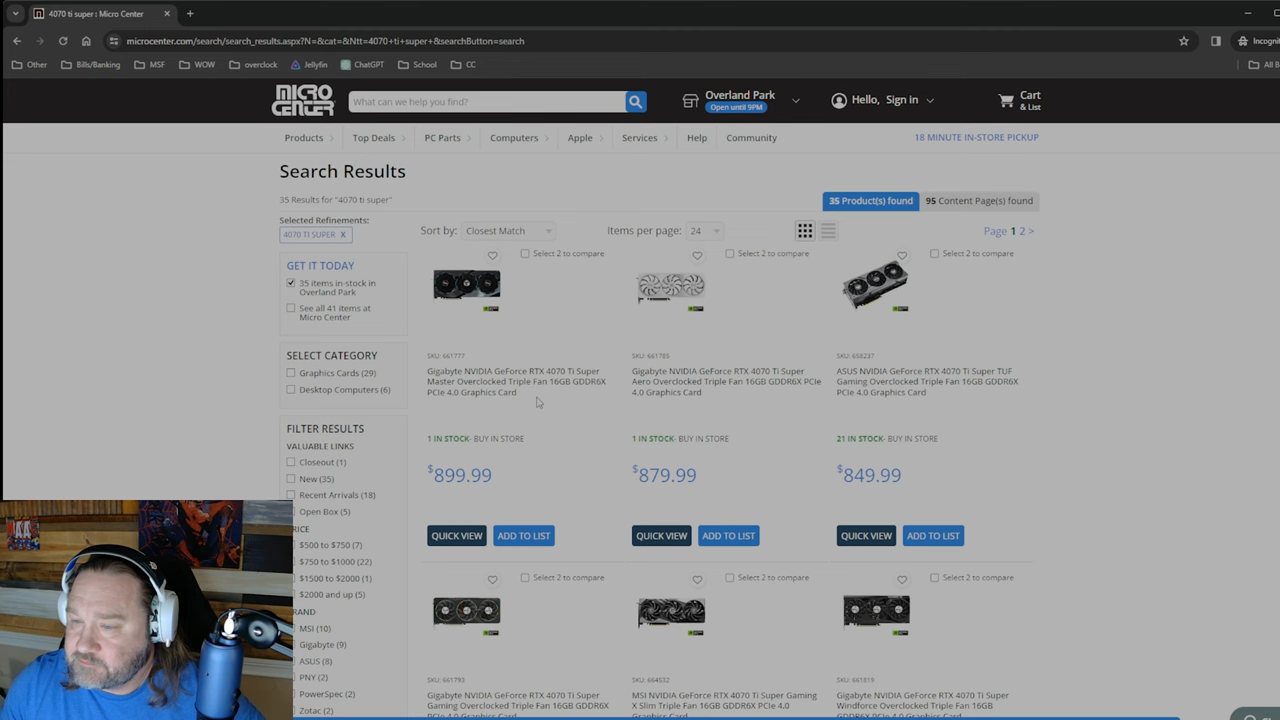 4070 ti super : Micro Center
microcenter.com/search/search_results.aspx?N=&cat=&Ntt=4070+ti+super+&searchButton=search
Incogni
Other
Bills/Banking
MSF
WOW
overclock
Jellyfin
ChatGPT
School
CC
All B
MICRO CENTER
What can we help you find?
Overland Park
Open until 9PM
Hello, Sign in
Cart
& List
Products
Top Deals
PC Parts
Computers
Apple
Services
Help
Community
18 MINUTE IN-STORE PICKUP
Search Results
35 Results for "4070 ti super"
35 Product(s) found
95 Content Page(s) found
Selected Refinements:
4070 TI SUPER X
Sort by: Closest Match
Items per page: 24
Page 1 2 >
GET IT TODAY
35 items in-stock in
Overland Park
See all 41 items at
Micro Center
SELECT CATEGORY
Graphics Cards (29)
Desktop Computers (6)
FILTER RESULTS
VALUABLE LINKS
Closeout (1)
New (35)
Recent Arrivals (18)
Open Box (5)
RICE
$500 to $750 (7)
$750 to $1000 (22)
$1500 to $2000 (1)
$2000 and up (5)
RAND
MSI (10)
Gigabyte (9)
ASUS (8)
PNY (2)
PowerSpec (2)
Zotac (2)
Select 2 to compare
SKU: 661777
Gigabyte NVIDIA GeForce RTX 4070 Ti Super
Master Overclocked Triple Fan 16GB GDDR6X
PCIe 4.0 Graphics Card
1 IN STOCK- BUY IN STORE
$899.99
QUICK VIEW
ADD TO LIST
Select 2 to compare
SKU: 661785
Gigabyte NVIDIA GeForce RTX 4070 Ti Super
Aero Overclocked Triple Fan 16GB GDDR6X PCIe
4.0 Graphics Card
1 IN STOCK- BUY IN STORE
$879.99
QUICK VIEW
ADD TO LIST
Select 2 to compare
SKU: 658237
ASUS NVIDIA GeForce RTX 4070 Ti Super TUF
Gaming Overclocked Triple Fan 16GB GDDR6X
PCIe 4.0 Graphics Card
21 IN STOCK- BUY IN STORE
$849.99
QUICK VIEW
ADD TO LIST
Select 2 to compare
SKU: 661793
Gigabyte NVIDIA GeForce RTX 4070 Ti Super
Gaming Overclocked Triple Fan 16GB GDDR6X
PCIe 4.0 Graphics Card
Select 2 to compare
SKU: 664532
MSI NVIDIA GeForce RTX 4070 Ti Super Gaming
X Slim Triple Fan 16GB GDDR6X PCIe 4.0
Select 2 to compare
SKU: 661819
Gigabyte NVIDIA GeForce RTX 4070 Ti Super
Windforce Overclocked Triple Fan 16GB